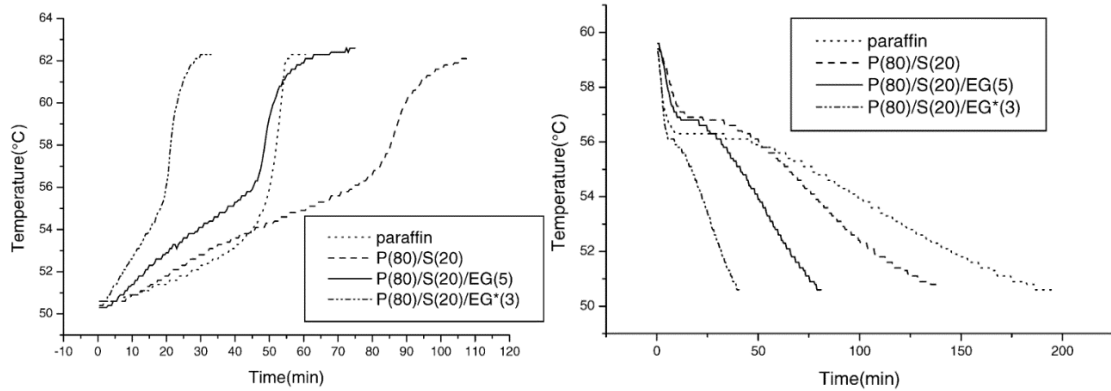 64
62
60
58
56
54
52
50
Temperature(°C)
paraffin
P(80)/S(20)
P(80)/S(20)/EG(5)
P(80)/S(20)/EG*(3)
-10 0 10 20 30 40 50 60 70 80 90 100 110 120
Time(min)
60
58
56
54
52
50
Temperature(°C)
paraffin
P(80)/S(20)
P(80)/S(20)/EG(5)
P(80)/S(20)/EG*(3)
0 50 100 150 200
Time(min)